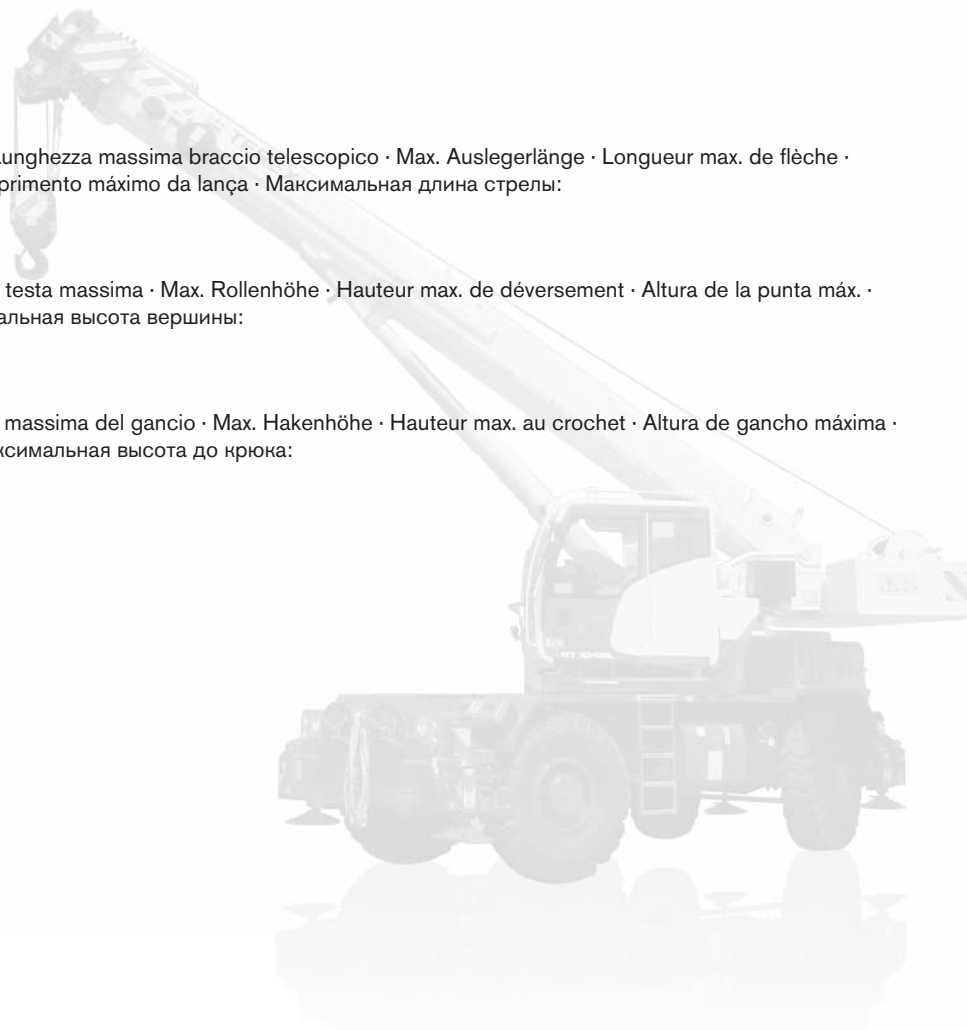 unghezza massima braccio telescopico · Max. Auslegerlänge · Longueur max. de flèche ·
primento máximo da lança · Максимальная длина стрелы:
testa massima · Max. Rollenhöhe · Hauteur max. de déversement · Altura de la punta máx. ·
альная высота вершины:
massima del gancio · Max. Hakenhöhe · Hauteur max. au crochet · Altura de gancho máxima ·
ксимальная высота до крюка:
TEREX